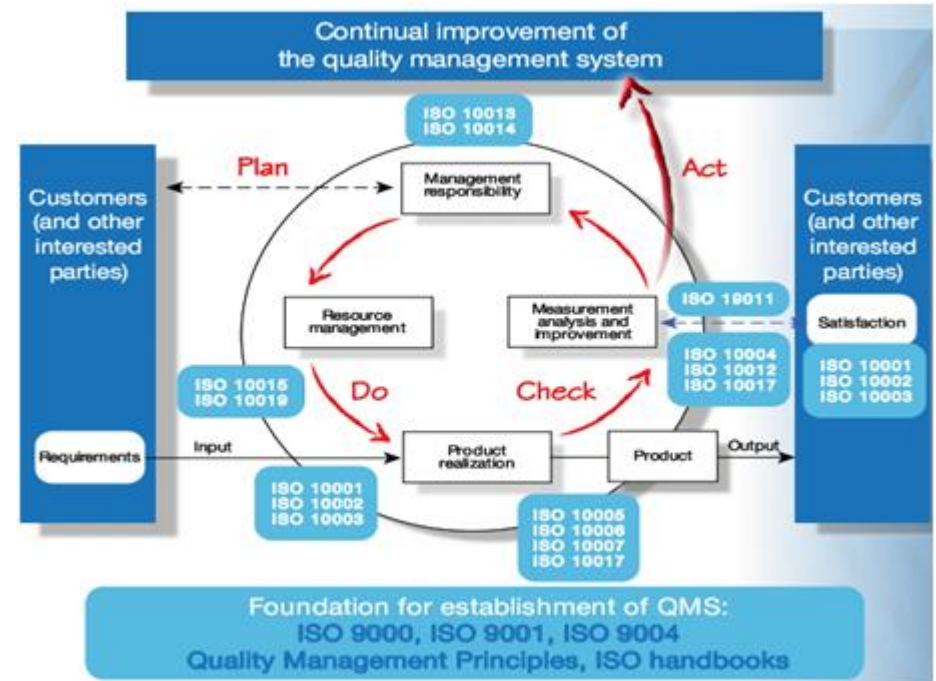 Continual improvement of
the quality management system
ISO 10013
ISO 10014
Plan
Act
Customers
(and other
interested
parties)
Management
responsibility
Customers
(and other
interested
parties)
ISO 19011
Resource
management
Measurement
analysis and
improvement
Satisfaction
ISO 10004
ISO 10012
ISO 10017
ISO 10001
ISO 10002
ISO 10003
ISO 10015
ISO 10019
Do
Check
Requirements
Input
Product
realization
Product
Output
ISO 10001
ISO 10002
ISO 10003
ISO 10005
ISO 10006
ISO 10007
ISO 10017
Foundation for establishment of QMS:
ISO 9000, ISO 9001, ISO 9004
Quality Management Principles, ISO handbooks